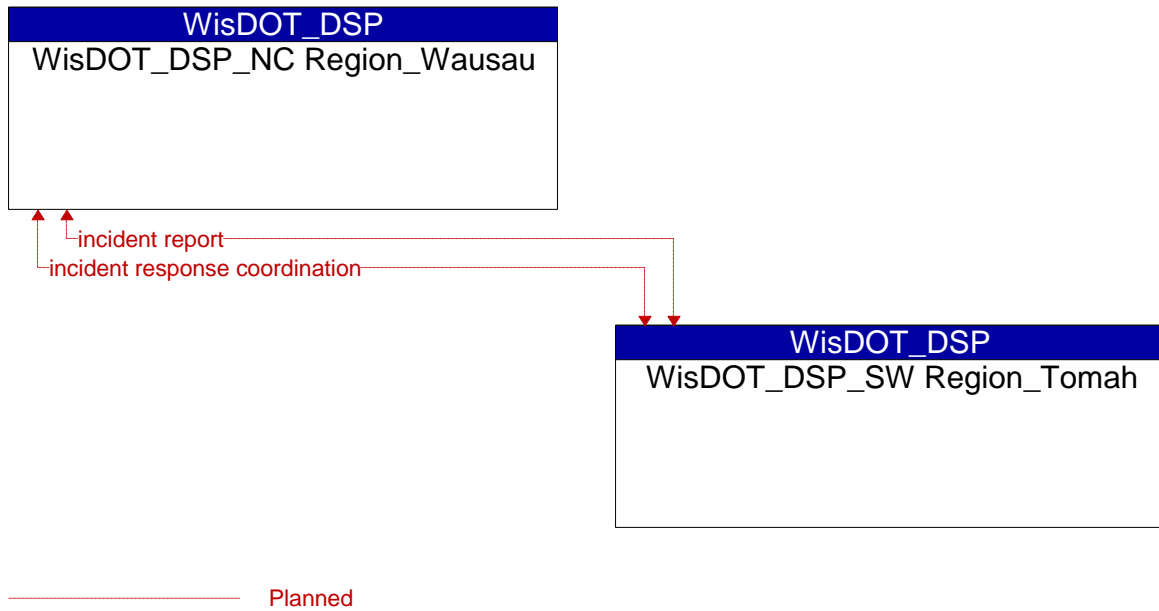 WisDOT_DSP
WisDOT_DSP_NC Region_Wausau
incident report
incident response coordination
WisDOT_DSP
WisDOT_DSP_SW Region_Tomah
Planned